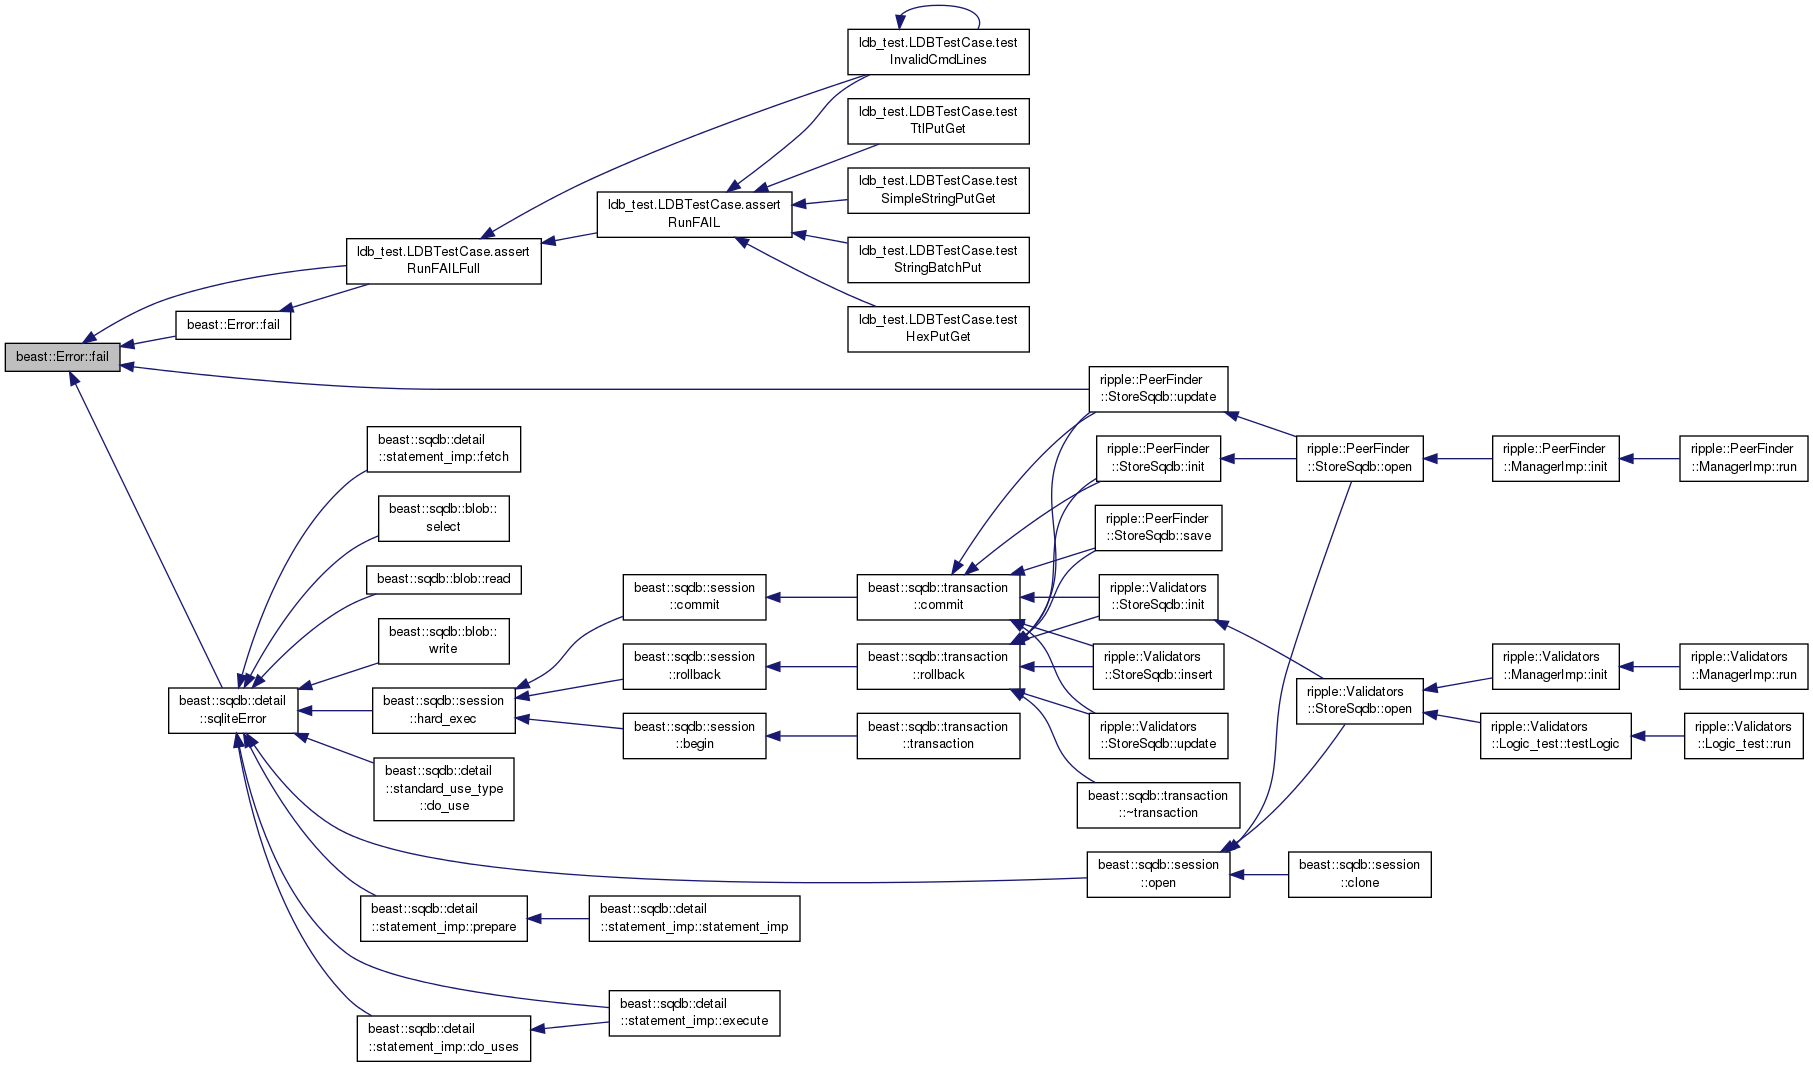 ldb_test.LDBTestCase.test
InvalidCmdLines
ldb_test.LDBTestCase.test
TtlPutGet
ldb_test.LDBTestCase.test
SimpleStringPutGet
ldb_test.LDBTestCase.assert
RunFAIL
ldb_test.LDBTestCase.test
StringBatchPut
ldb_test.LDBTestCase.assert
RunFAILFull
ldb_test.LDBTestCase.test
HexPutGet
beast::Error::fail
beast::Error::fail
ripple::PeerFinder
::StoreSqdb::update
beast::sqdb::detail
::statement_imp::fetch
ripple::PeerFinder
::StoreSqdb::init
ripple::PeerFinder
::StoreSqdb::open
ripple::PeerFinder
::ManagerImp::init
ripple::PeerFinder
::ManagerImp::run
beast::sqdb::blob::
select
ripple::PeerFinder
::StoreSqdb::save
beast::sqdb::blob::read
beast::sqdb::session
::commit
beast::sqdb::transaction
::commit
ripple::Validators
::StoreSqdb::init
beast::sqdb::blob::
write
beast::sqdb::session
::rollback
beast::sqdb::transaction
::rollback
ripple::Validators
::StoreSqdb::insert
ripple::Validators
::ManagerImp::init
ripple::Validators
::ManagerImp::run
beast::sqdb::detail
::sqliteError
beast::sqdb::session
::hard_exec
ripple::Validators
::StoreSqdb::open
beast::sqdb::session
::begin
beast::sqdb::transaction
::transaction
ripple::Validators
::StoreSqdb::update
ripple::Validators
::Logic_test::testLogic
ripple::Validators
::Logic_test::run
beast::sqdb::detail
::standard_use_type
::do_use
beast::sqdb::transaction
::~transaction
beast::sqdb::session
::open
beast::sqdb::session
::clone
beast::sqdb::detail
::statement_imp::prepare
beast::sqdb::detail
::statement_imp::statement_imp
beast::sqdb::detail
::statement_imp::execute
beast::sqdb::detail
::statement_imp::do_uses